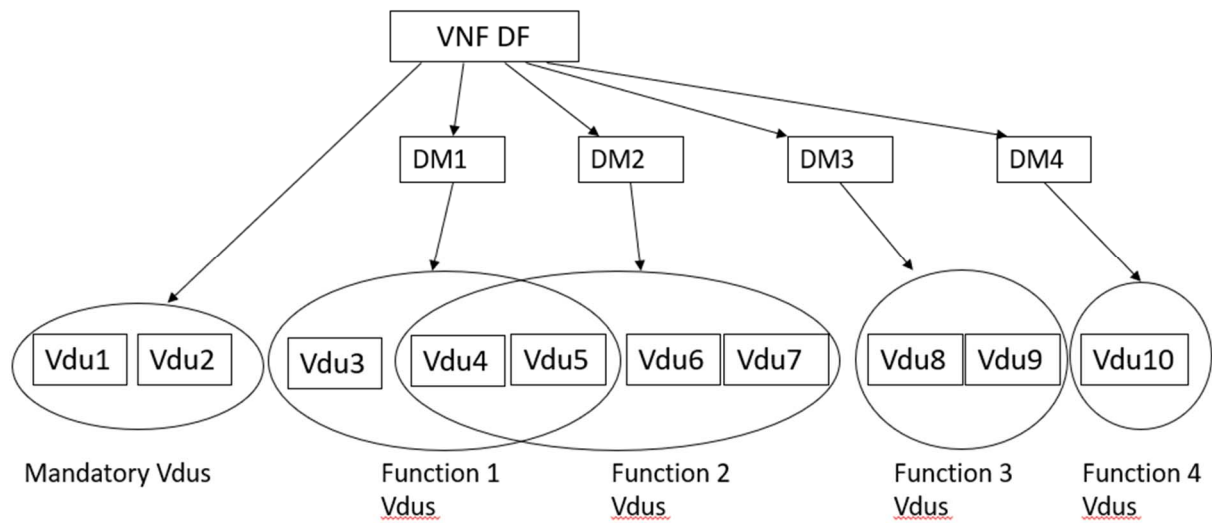 VNF DF
DM1
DM2
DM3
DM4
Vdu1
Vdu2
Vdu3
Vdu4
Vdu5
Vdu6
Vdu7
Vdu8
Vdu9
Vdu10
Mandatory Vdus
Function 1
Vdus
Function 2
Vdus
Function 3
Vdus
Function 4
Vdus